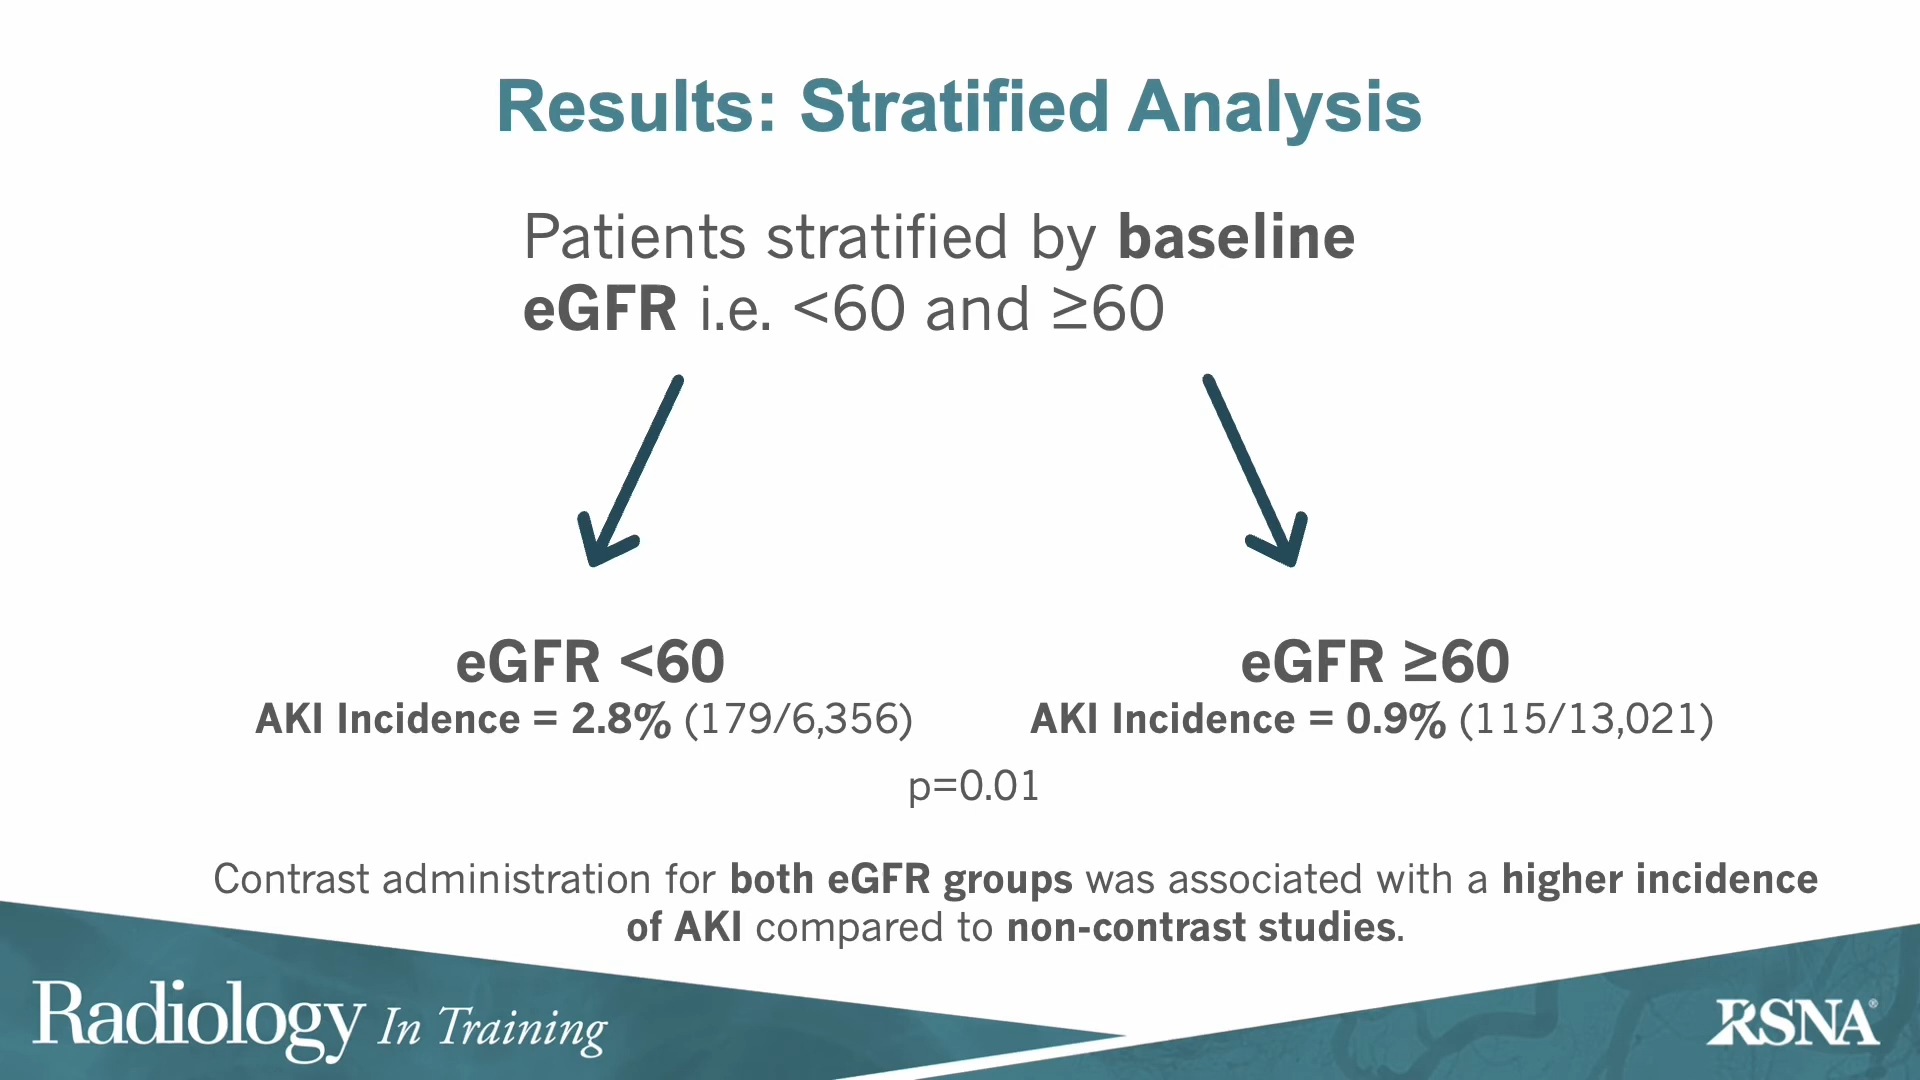 Results: Stratified Analysis
Patients stratified by baseline
eGFR i.e. <60 and ≥60
eGFR <60
AKI Incidence = 2.8% (179/6,356)
eGFR ≥60
AKI Incidence = 0.9% (115/13,021)
p=0.01
Contrast administration for both eGFR groups was associated with a higher incidence
of AKI compared to non-contrast studies.
Radiology In Training
RSNA®